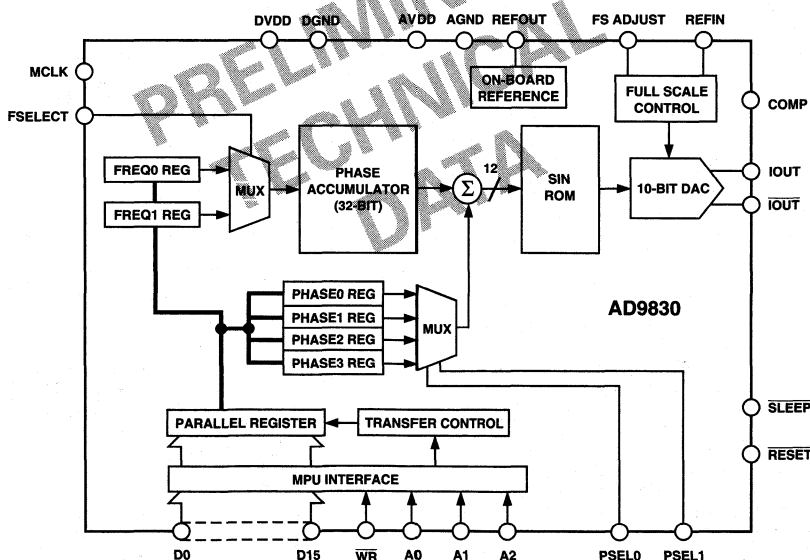 DVDD DGND AVDD AGND REFOUT FS ADJUST REFIN
MCLK
FSELECT
COMP
IOUT
IOUT
SLEEP
RESET
ON-BOARD
REFERENCE
FULL SCALE
CONTROL
FREQ0 REG
FREQ1 REG
MUX
PHASE
ACCUMULATOR
(32-BIT)
Σ
12
SIN
ROM
10-BIT DAC
PHASE0 REG
PHASE1 REG
PHASE2 REG
PHASE3 REG
MUX
AD9830
PARALLEL REGISTER
TRANSFER CONTROL
MPU INTERFACE
D0 D15 WR A0 A1 A2 PSEL0 PSEL1
TECHNICAL
DATA